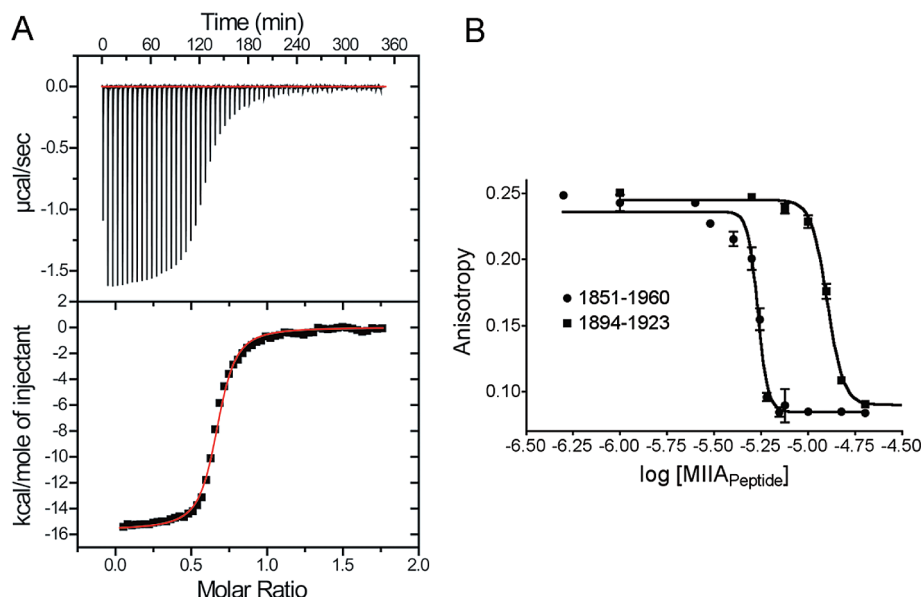 A
Time (min)
0 60 120 180 240 300 360
0.0
-0.5
-1.0
-1.5
µcal/sec
2
0
-2
-4
-6
-8
-10
-12
-14
-16
kcal/mole of injectant
0.0 0.5 1.0 1.5 2.0
Molar Ratio
B
0.25
0.20
0.15
0.10
Anisotropy
1851-1960
1894-1923
-6.50 -6.25 -6.00 -5.75 -5.50 -5.25 -5.00 -4.75 -4.50
log [MIIAPeptide]